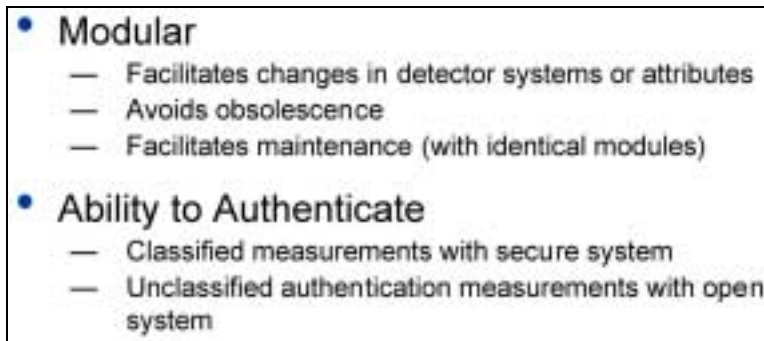 • Modular
— Facilitates changes in detector systems or attributes
— Avoids obsolescence
— Facilitates maintenance (with identical modules)
• Ability to Authenticate
— Classified measurements with secure system
— Unclassified authentication measurements with open
system